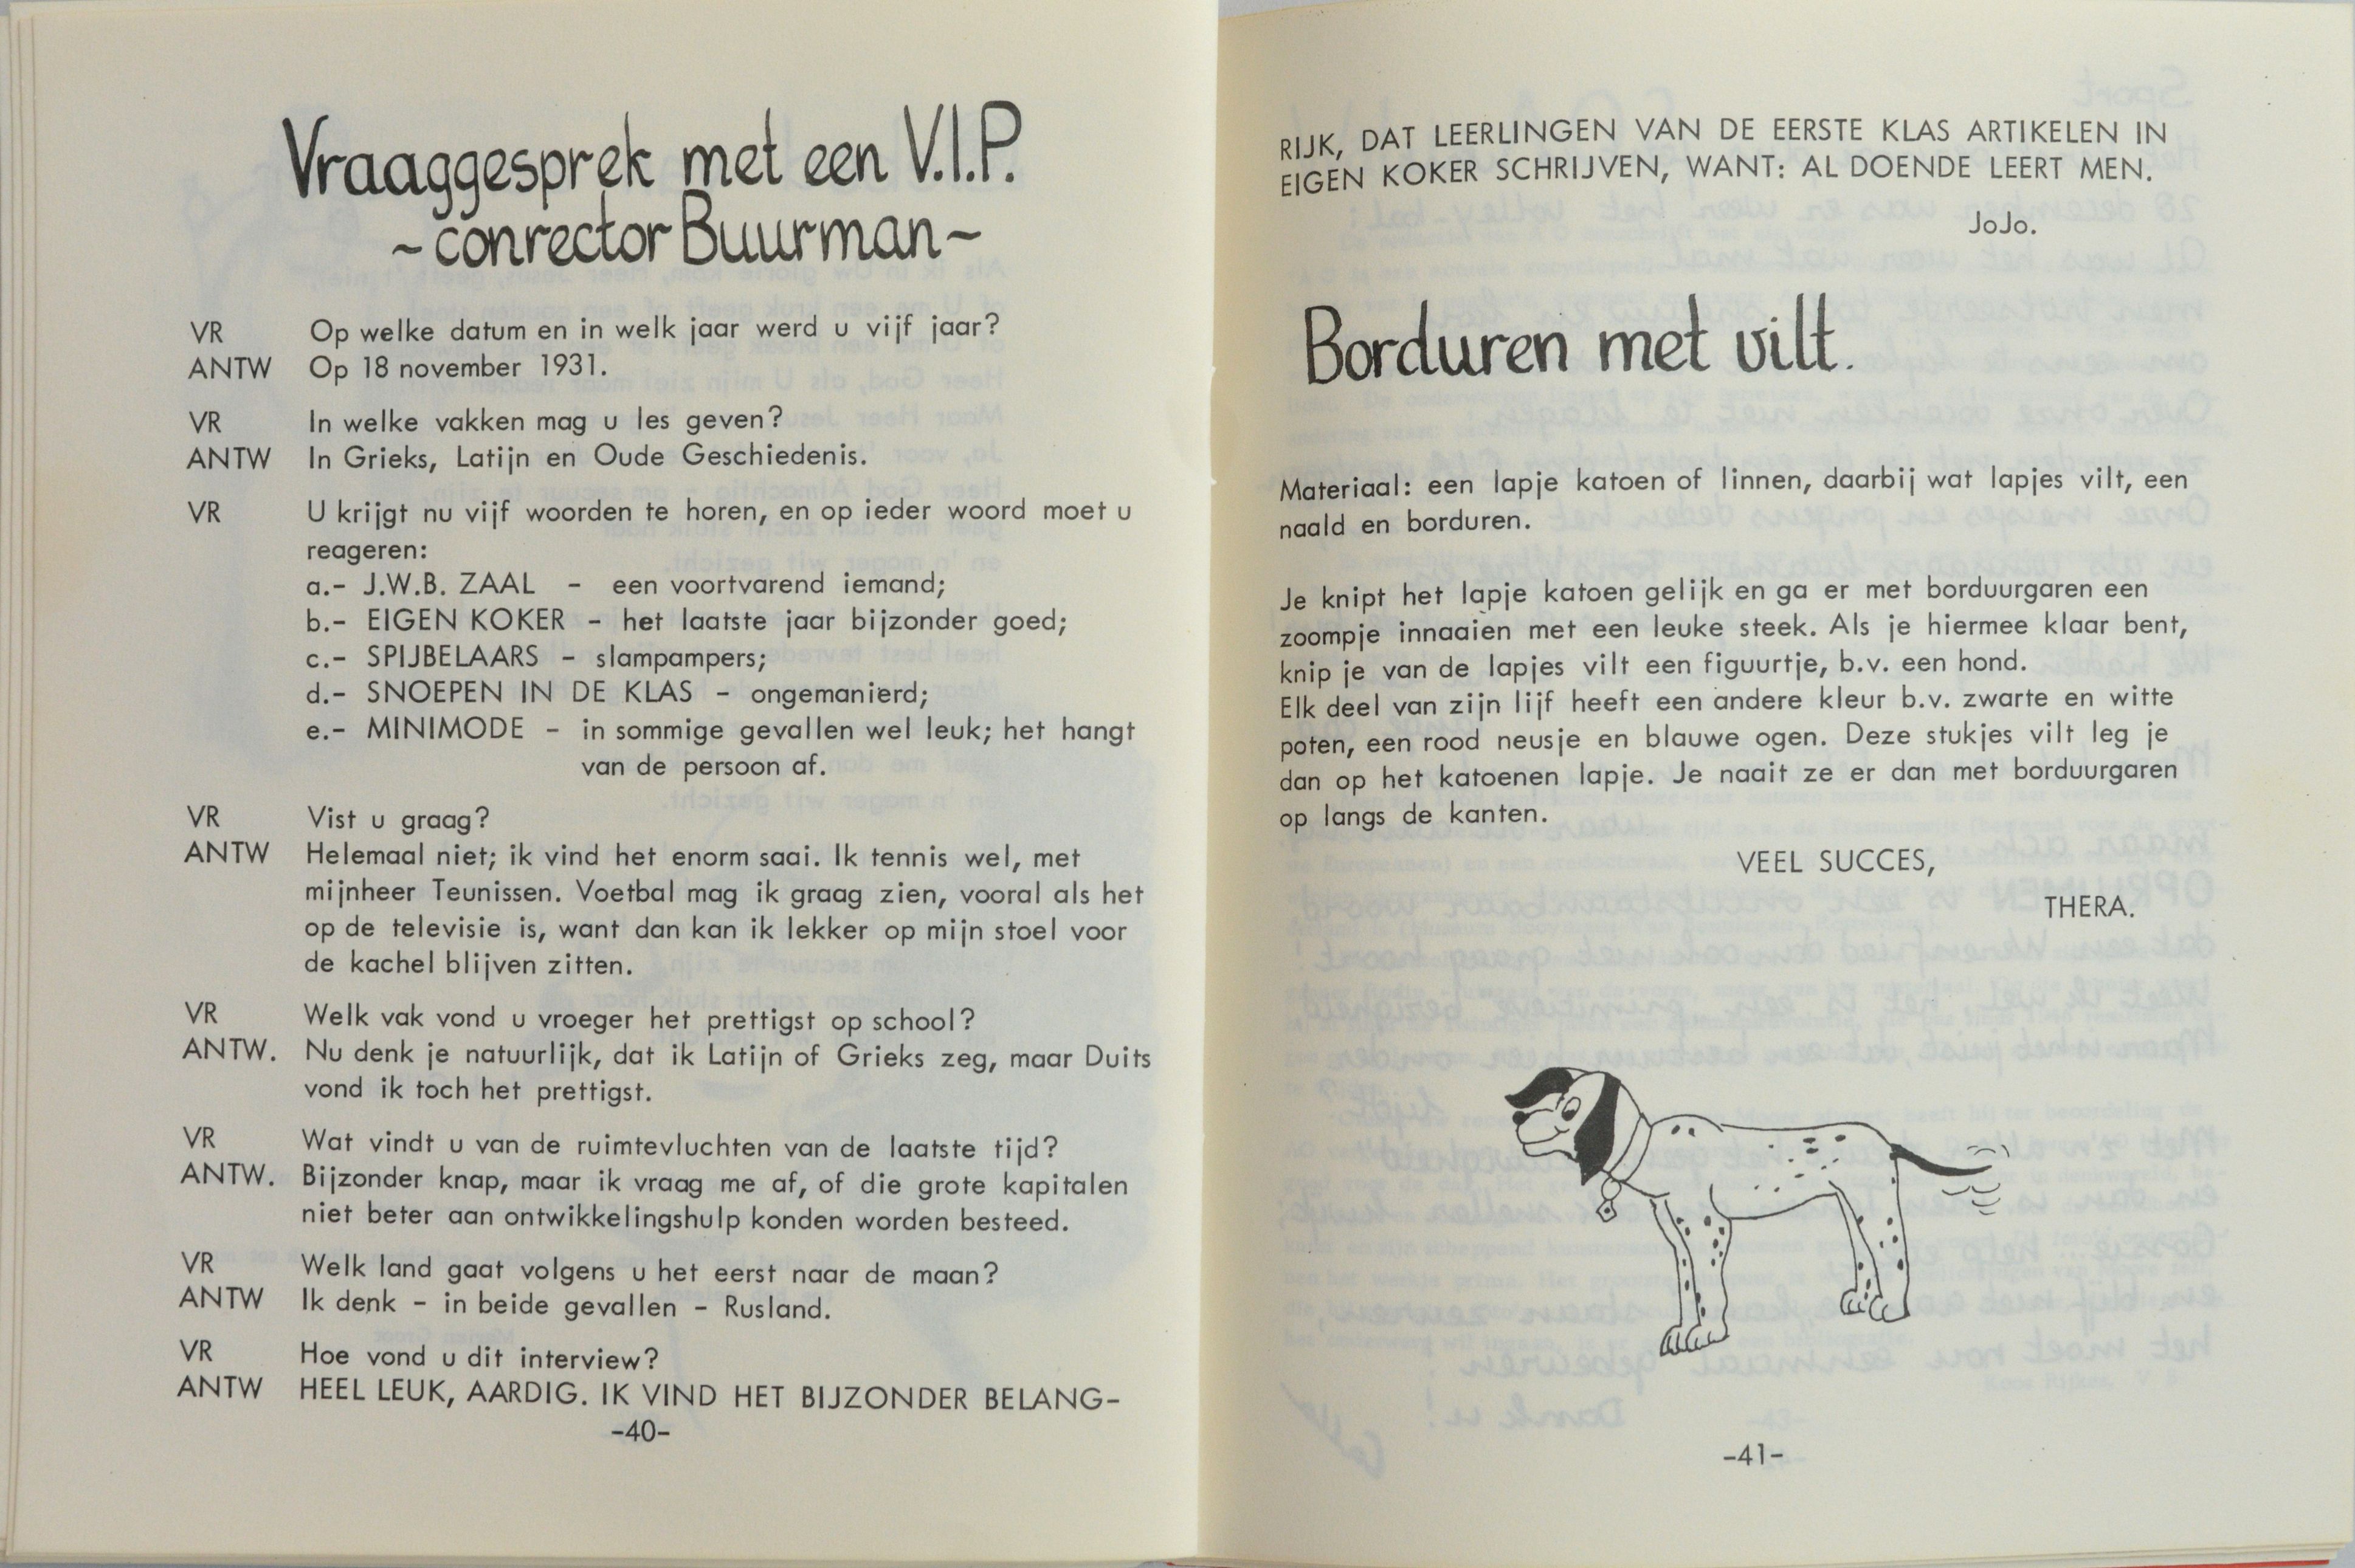 Vraaggesprek met een V.I.P.
~conrector Buurman~
VR Op welke datum en in welk jaar werd u vijf jaar?
ANTW Op 18 november 1931.
VR In welke vakken mag u les geven?
ANTW In Grieks, Latijn en Oude Geschiedenis.
VR U krijgt nu vijf woorden te horen, en op ieder woord moet u
reageren:
a.- J.W.B. ZAAL - een voortvarend iemand;
b.- EIGEN KOKER - het laatste jaar bijzonder goed;
c.- SPIJBELAARS - slampampers;
d.- SNOEPEN IN DE KLAS - ongemanierd;
e.- MINIMODE - in sommige gevallen wel leuk; het hangt
van de persoon af.
VR Vist u graag?
ANTW Helemaal niet; ik vind het enorm saai. Ik tennis wel, met
mijnheer Teunissen. Voetbal mag ik graag zien, vooral als het
op de televisie is, want dan kan ik lekker op mijn stoel voor
de kachel blijven zitten.
VR Welk vak vond u vroeger het prettigst op school?
ANTW. Nu denk je natuurlijk, dat ik Latijn of Grieks zeg, maar Duits
vond ik toch het prettigst.
VR Wat vindt u van de ruimtevluchten van de laatste tijd?
ANTW. Bijzonder knap, maar ik vraag me af, of die grote kapitalen
niet beter aan ontwikkelingshulp konden worden besteed.
VR Welk land gaat volgens u het eerst naar de maan?
ANTW Ik denk - in beide gevallen - Rusland.
VR Hoe vond u dit interview?
ANTW HEEL LEUK, AARDIG. IK VIND HET BIJZONDER BELANG-
-40-
RIJK, DAT LEERLINGEN VAN DE EERSTE KLAS ARTIKELEN IN
EIGEN KOKER SCHRIJVEN, WANT: AL DOENDE LEERT MEN.
JoJo.
Borduren met vilt.
Materiaal: een lapje katoen of linnen, daarbij wat lapjes vilt, een
naald en borduren.
Je knipt het lapje katoen gelijk en ga er met borduurgaren een
zoompje innaaien met een leuke steek. Als je hiermee klaar bent,
knip je van de lapjes vilt een figuurtje, b.v. een hond.
Elk deel van zijn lijf heeft een andere kleur b.v. zwarte en witte
poten, een rood neusje en blauwe ogen. Deze stukjes vilt leg je
dan op het katoenen lapje. Je naait ze er dan met borduurgaren
op langs de kanten.
VEEL SUCCES,
THERA.
-41-